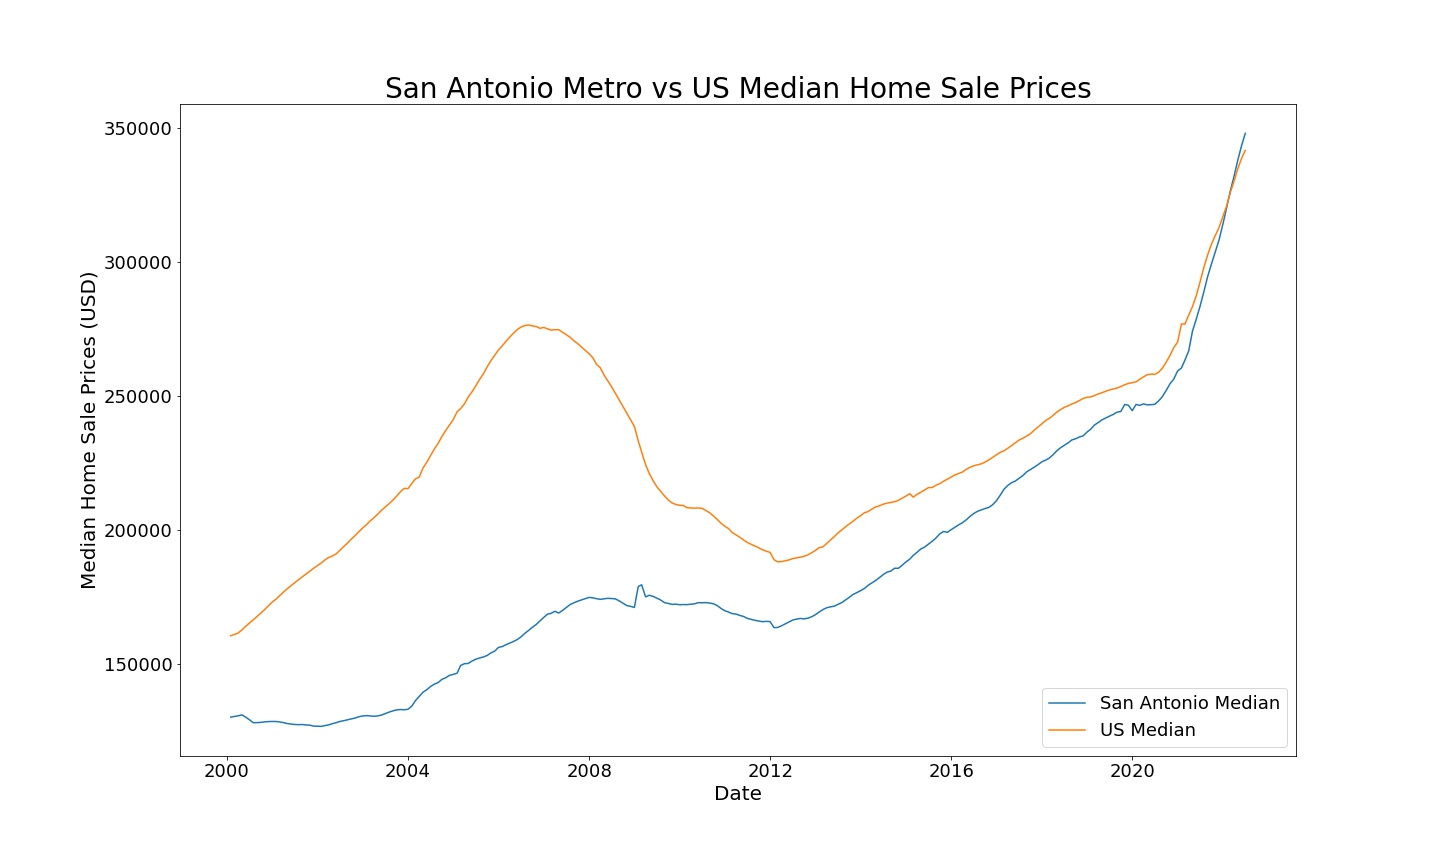 San Antonio Metro vs US Median Home Sale Prices
350000
300000
250000
200000
150000
Median Home Sale Prices (USD)
San Antonio Median
US Median
2000 2004 2008 2012 2016 2020
Date